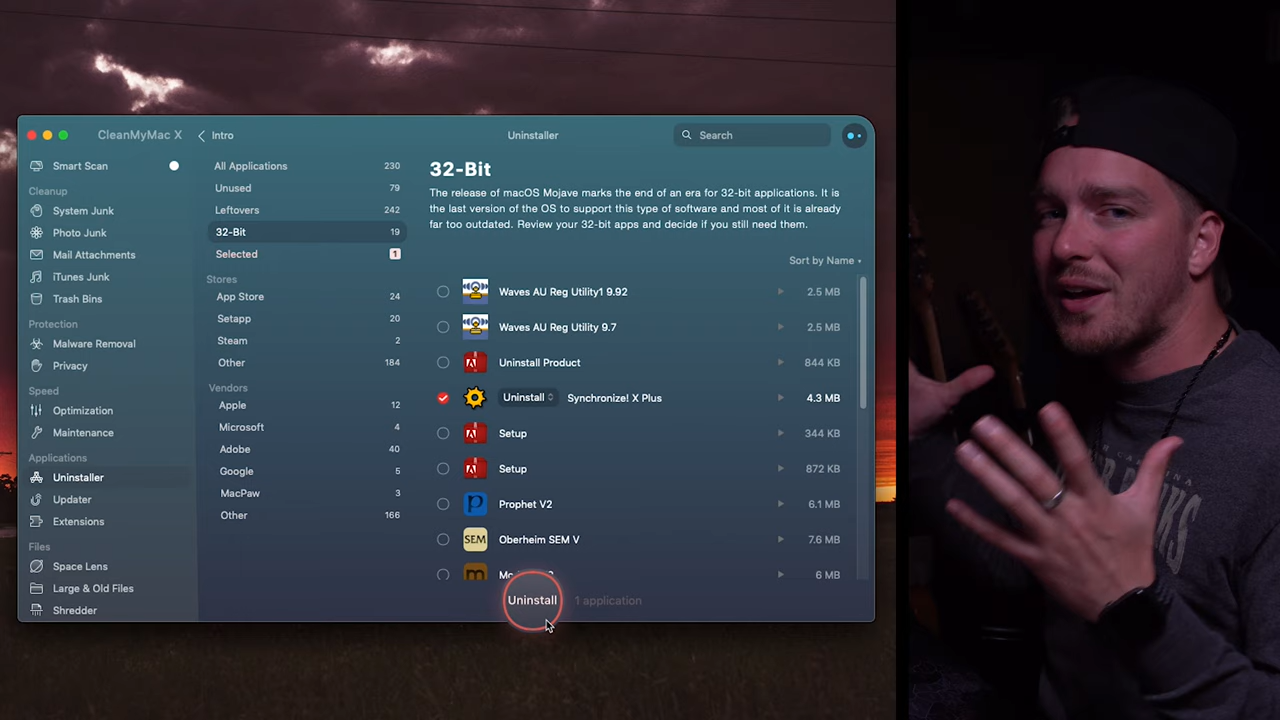 CleanMyMac X
Intro
Uninstaller
Search
Smart Scan
Cleanup
System Junk
Photo Junk
Mail Attachments
iTunes Junk
Trash Bins
Protection
Malware Removal
Privacy
Speed
Optimization
Maintenance
Applications
Uninstaller
Updater
Extensions
Files
Space Lens
Large & Old Files
Shredder
All Applications 230
Unused 79
Leftovers 242
32-Bit 19
Selected 1
Stores
App Store 24
Setapp 20
Steam 2
Other 184
Vendors
Apple 12
Microsoft 4
Adobe 40
Google 5
MacPaw 3
Other 166
32-Bit
The release of macOS Mojave marks the end of an era for 32-bit applications. It is
the last version of the OS to support this type of software and most of it is already
far too outdated. Review your 32-bit apps and decide if you still need them.
Sort by Name
Waves AU Reg Utility1 9.92 2.5 MB
Waves AU Reg Utility 9.7 2.5 MB
Uninstall Product 844 KB
Uninstall Synchronize! X Plus 4.3 MB
Setup 344 KB
Setup 872 KB
Prophet V2 6.1 MB
SEM Oberheim SEM V 7.6 MB
6 MB
Uninstall 1 application